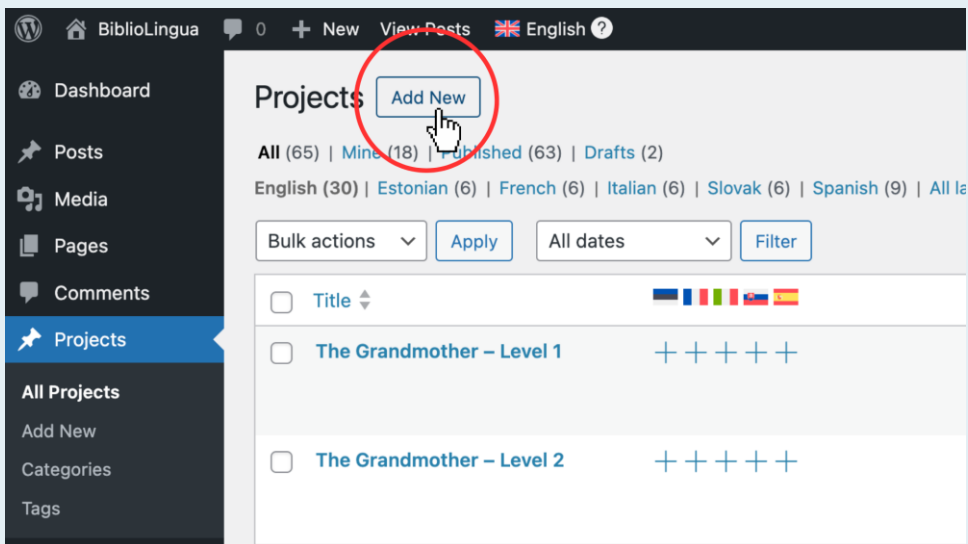 BiblioLingua 0 New View Posts English ?
Dashboard
Posts
Media
Pages
Comments
Projects
All Projects
Add New
Categories
Tags
Projects Add New
All (65) | Mine (18) | Published (63) | Drafts (2)
English (30) | Estonian (6) | French (6) | Italian (6) | Slovak (6) | Spanish (9) | All la
Bulk actions Apply All dates Filter
Title
The Grandmother – Level 1
The Grandmother – Level 2